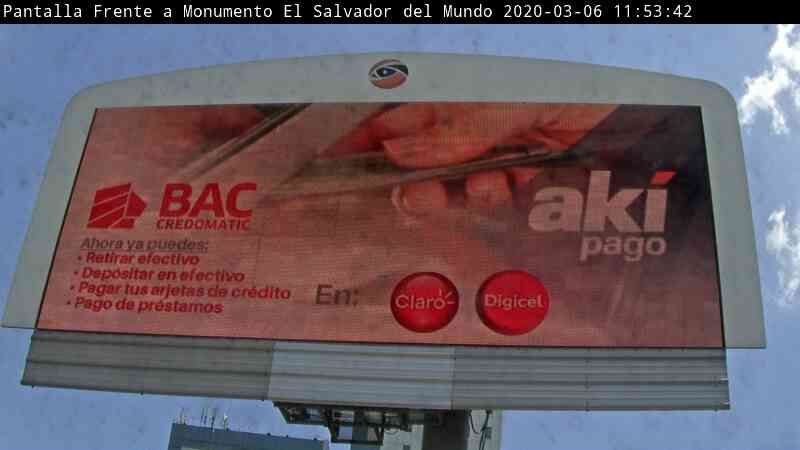 Pantalla Frente a Monumento El Salvador del Mundo 2020-03-06 11:53:42
BAC
CREDOMATIC
akí
pago
Ahora ya puedes:
• Retirar efectivo
• Depósitar en efectivo
• Pagar tus arjetas de crédito
• Pago de préstamos
En:
Claro
Digicel